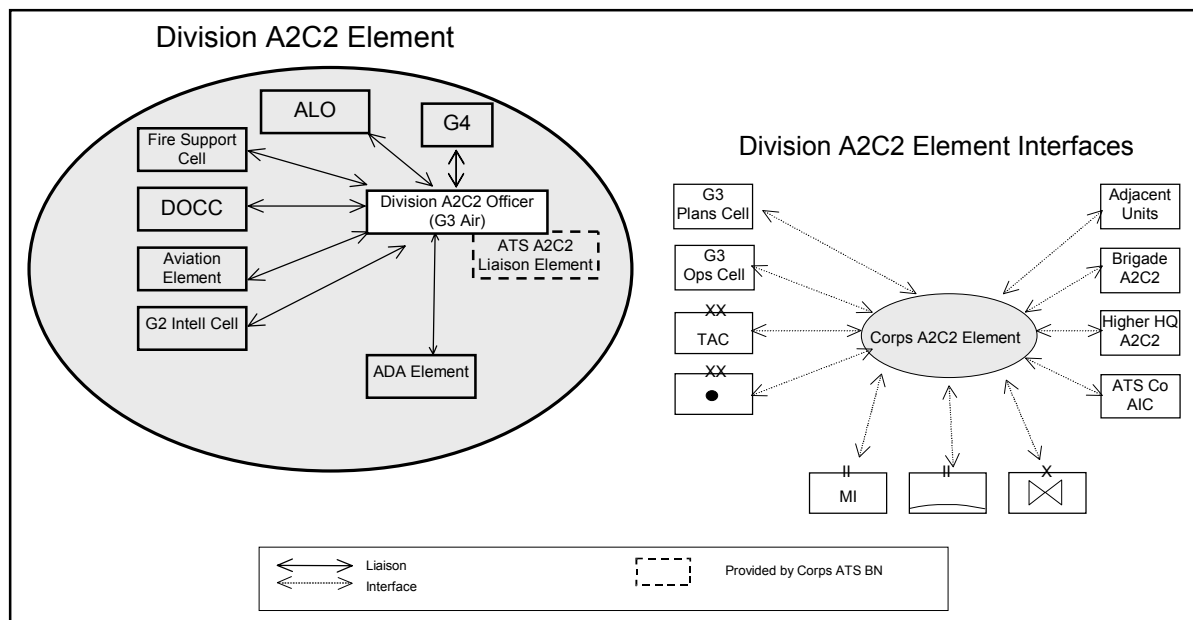 Division A2C2 Element
ALO
G4
Fire Support
Cell
DOCC
Division A2C2 Officer
(G3 Air)
ATS A2C2
Liaison Element
Aviation
Element
G2 Intell Cell
ADA Element
Division A2C2 Element Interfaces
G3
Plans Cell
G3
Ops Cell
XX
TAC
XX
Adjacent
Units
Brigade
A2C2
Higher HQ
A2C2
ATS Co
AIC
Corps A2C2 Element
II
MI
II
X
Liaison
Interface
Provided by Corps ATS BN